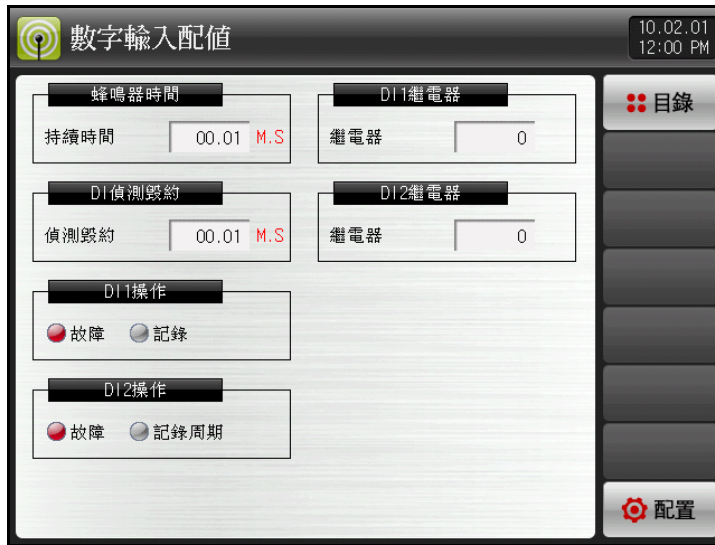 數字輸入配值
10.02.01
12:00 PM
蜂鳴器時間
持續時間 00.01 M.S
DI1繼電器
繼電器 0
目錄
DI偵測毀約
偵測毀約 00.01 M.S
DI2繼電器
繼電器 0
DI1操作
故障 記錄
DI2操作
故障 記錄周期
配置